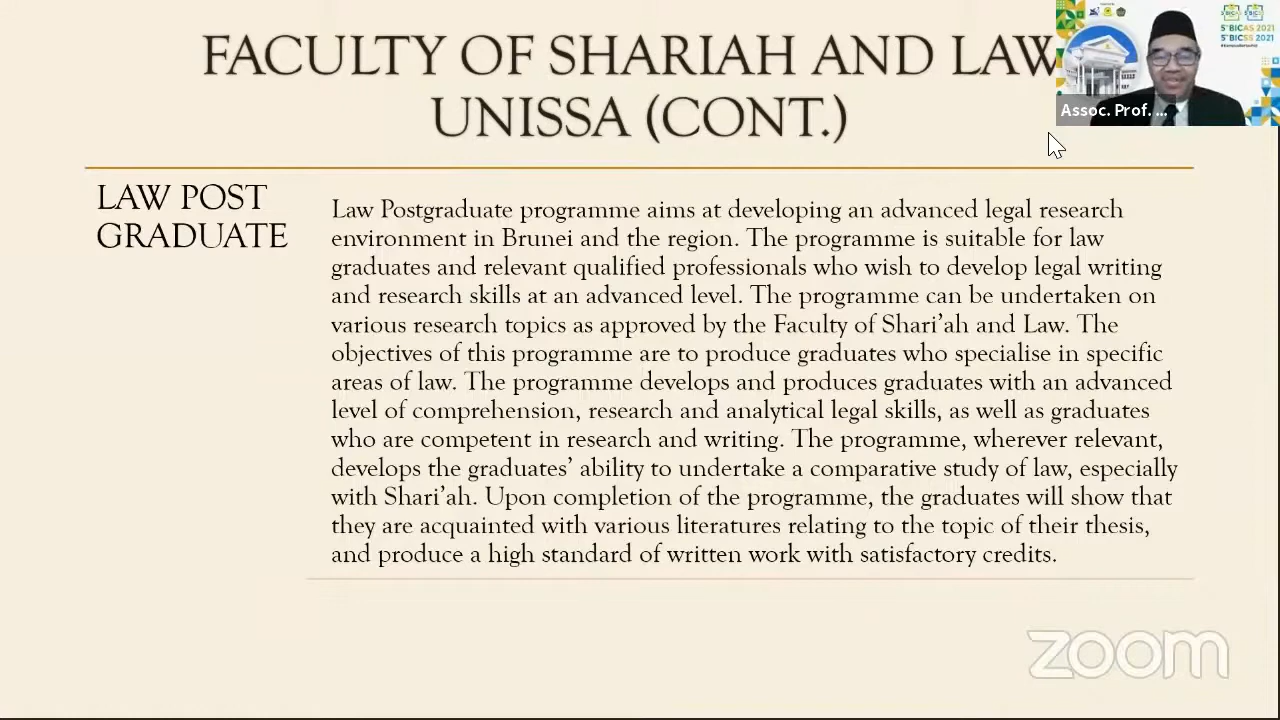 FACULTY OF SHARIAH AND LAW
UNISSA (CONT.)
5th BICAS 2021
5th BICSS 2021
Assoc. Prof. ...
LAW POST
GRADUATE
Law Postgraduate programme aims at developing an advanced legal research
environment in Brunei and the region. The programme is suitable for law
graduates and relevant qualified professionals who wish to develop legal writing
and research skills at an advanced level. The programme can be undertaken on
various research topics as approved by the Faculty of Shari’ah and Law. The
objectives of this programme are to produce graduates who specialise in specific
areas of law. The programme develops and produces graduates with an advanced
level of comprehension, research and analytical legal skills, as well as graduates
who are competent in research and writing. The programme, wherever relevant,
develops the graduates’ ability to undertake a comparative study of law, especially
with Shari’ah. Upon completion of the programme, the graduates will show that
they are acquainted with various literatures relating to the topic of their thesis,
and produce a high standard of written work with satisfactory credits.
zoom